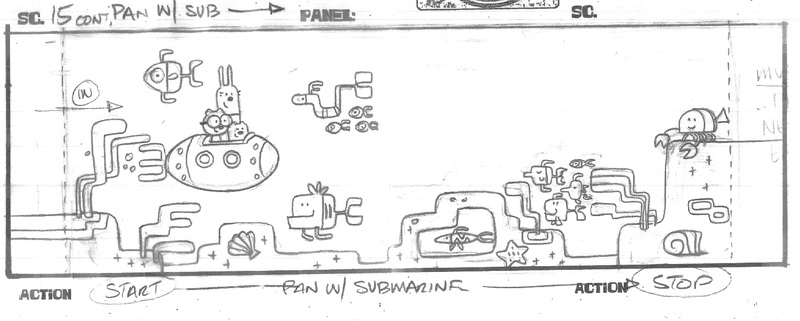 SC. 15 CONT. PAN W/ SUB → PANEL: SC.
IN
ACTION START PAN W/ SUBMARINE ACTION STOP